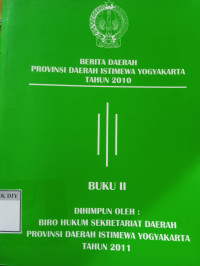 BERITA DAERAH
PROVINSI DAERAH ISTIMEWA YOGYAKARTA
TAHUN 2010
BUKU II
K DIY
DIHIMPUN OLEH :
BIRO HUKUM SEKRETARIAT DAERAH
PROVINSI DAERAH ISTIMEWA YOGYAKARTA
TAHUN 2011